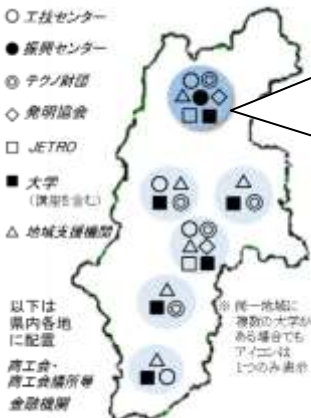 ○ 工技センター
● 振興センター
◎ テクノ財団
◇ 発明協会
□ JETRO
■ 大学
(講座を含む)
△ 地域支援機関
以下は
県内各地
に配置
商工会・
商工会議所等
金融機関
※ 同一地域に
複数の大学が
ある場合でも
アイコンは
1つのみ表示